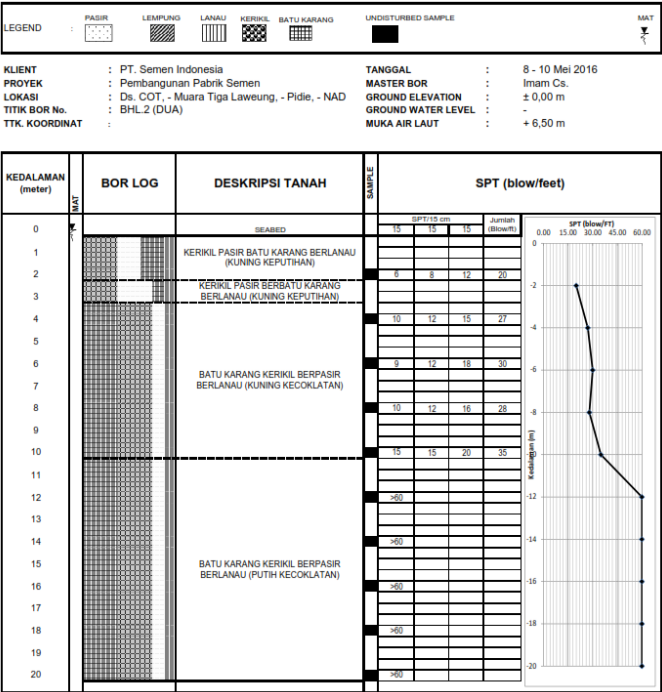 LEGEND :
PASIR LEMPUNG LANAU KERIKIL BATU KARANG UNDISTURBED SAMPLE MAT
KLIENT : PT. Semen Indonesia
PROYEK : Pembangunan Pabrik Semen
LOKASI : Ds. COT, - Muara Tiga Laweung, - Pidie, - NAD
TITIK BOR No. : BHL.2 (DUA)
TTK. KOORDINAT :
TANGGAL : 8 - 10 Mei 2016
MASTER BOR : Imam Cs.
GROUND ELEVATION : ± 0,00 m
GROUND WATER LEVEL : -
MUKA AIR LAUT : + 6,50 m
KEDALAMAN (meter) MAT BOR LOG DESKRIPSI TANAH SAMPLE SPT (blow/feet)
SPT/15 cm Jumlah
0 SEABED 15 15 15 (Blow/ft)
1 KERIKIL PASIR BATU KARANG BERLANAU
(KUNING KEPUTIHAN)
2 6 8 12 20
KERIKIL PASIR BERBATU KARANG
3 BERLANAU (KUNING KEPUTIHAN)
4 10 12 15 27
5
6 9 12 18 30
BATU KARANG KERIKIL BERPASIR
7 BERLANAU (KUNING KECOKLATAN)
8 10 12 16 28
9
10 15 15 20 35
11
12 >60
13
14 >60
15 BATU KARANG KERIKIL BERPASIR
BERLANAU (PUTIH KECOKLATAN)
16 >60
17
18 >60
19
20 >60
SPT (blow/FT)
0.00 15.00 30.00 45.00 60.00
0
-2
-4
-6
-8
-10
-12
-14
-16
-18
-20
Kedalaman (m)